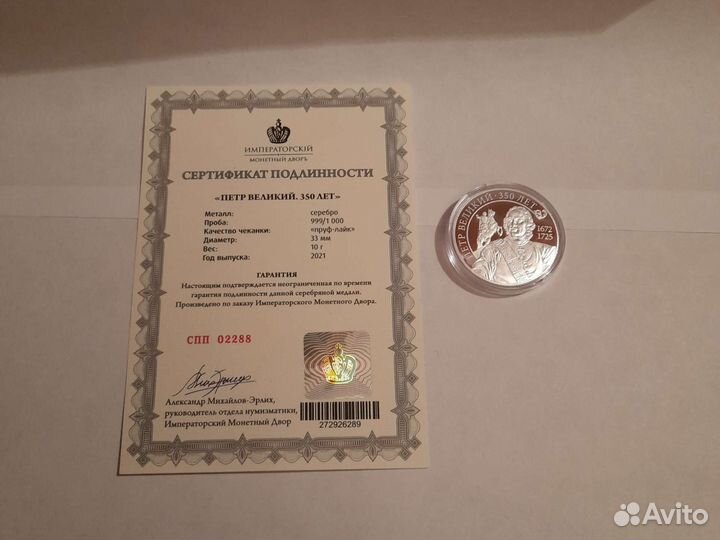 ИМПЕРАТОРСКІЙ
МОНЕТНЫЙ ДВОРЪ
СЕРТИФИКАТ ПОДЛИННОСТИ
«ПЕТР ВЕЛИКИЙ. 350 ЛЕТ»
Металл: серебро
Проба: 999/1 000
Качество чеканки: «пруф-лайк»
Диаметр: 33 мм
Вес: 10 г
Год выпуска: 2021
ГАРАНТИЯ
Настоящим подтверждается неограниченная по времени
гарантия подлинности данной серебряной медали.
Произведено по заказу Императорского Монетного Двора.
СПП 02288
Александр Михайлов-Эрлих,
руководитель отдела нумизматики,
Императорский Монетный Двор
272926289
ПЕТР ВЕЛИКИЙ · 350 ЛЕТ
1672
1725
Avito